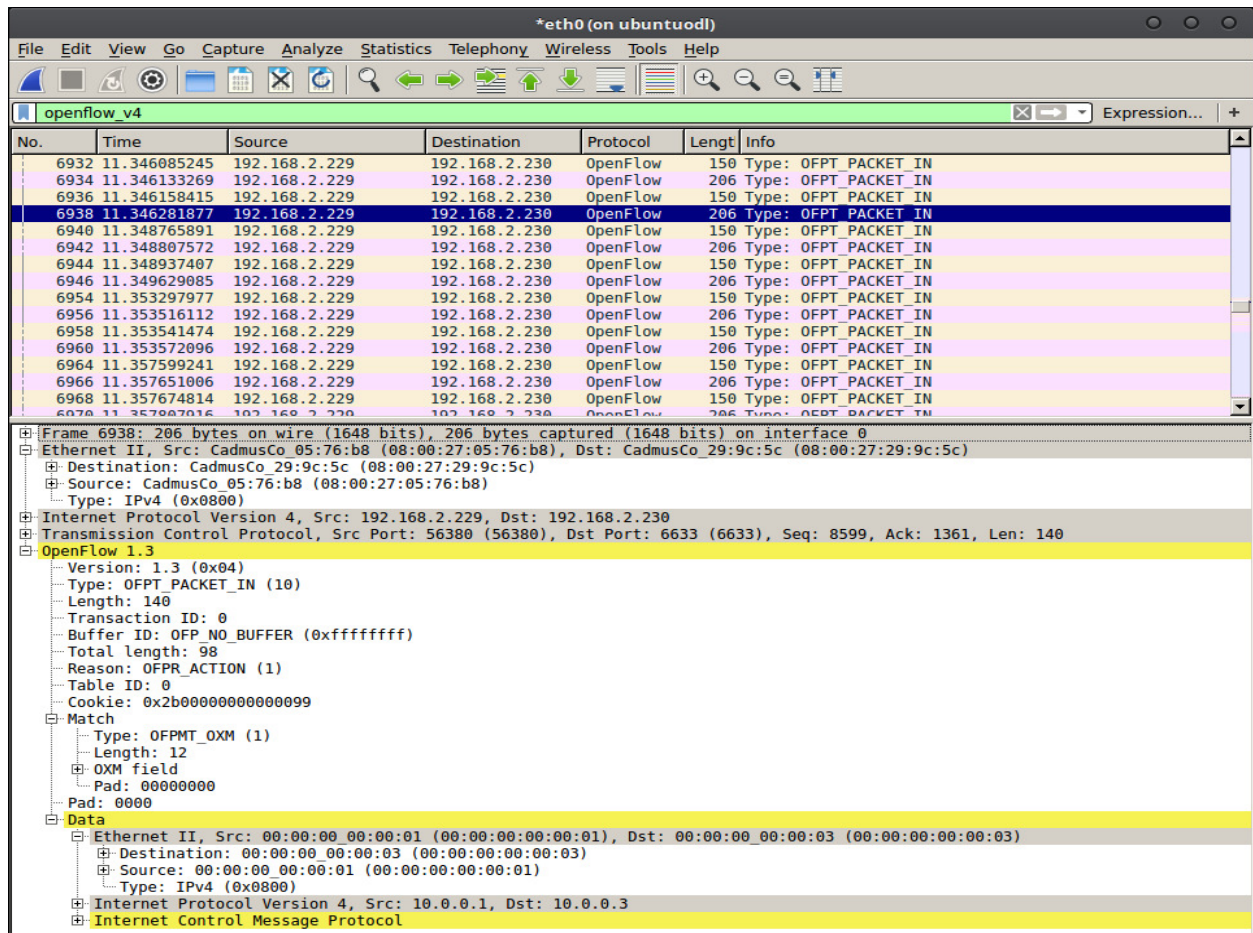 *eth0 (on ubuntuodl)
File Edit View Go Capture Analyze Statistics Telephony Wireless Tools Help
openflow_v4 Expression... +
No. Time Source Destination Protocol Lengt Info
6932 11.346085245 192.168.2.229 192.168.2.230 OpenFlow 150 Type: OFPT_PACKET_IN
6934 11.346133269 192.168.2.229 192.168.2.230 OpenFlow 206 Type: OFPT_PACKET_IN
6936 11.346158415 192.168.2.229 192.168.2.230 OpenFlow 150 Type: OFPT_PACKET_IN
6938 11.346281877 192.168.2.229 192.168.2.230 OpenFlow 206 Type: OFPT_PACKET_IN
6940 11.348765891 192.168.2.229 192.168.2.230 OpenFlow 150 Type: OFPT_PACKET_IN
6942 11.348807572 192.168.2.229 192.168.2.230 OpenFlow 206 Type: OFPT_PACKET_IN
6944 11.348937407 192.168.2.229 192.168.2.230 OpenFlow 150 Type: OFPT_PACKET_IN
6946 11.349629085 192.168.2.229 192.168.2.230 OpenFlow 206 Type: OFPT_PACKET_IN
6954 11.353297977 192.168.2.229 192.168.2.230 OpenFlow 150 Type: OFPT_PACKET_IN
6956 11.353516112 192.168.2.229 192.168.2.230 OpenFlow 206 Type: OFPT_PACKET_IN
6958 11.353541474 192.168.2.229 192.168.2.230 OpenFlow 150 Type: OFPT_PACKET_IN
6960 11.353572096 192.168.2.229 192.168.2.230 OpenFlow 206 Type: OFPT_PACKET_IN
6964 11.357599241 192.168.2.229 192.168.2.230 OpenFlow 150 Type: OFPT_PACKET_IN
6966 11.357651006 192.168.2.229 192.168.2.230 OpenFlow 206 Type: OFPT_PACKET_IN
6968 11.357674814 192.168.2.229 192.168.2.230 OpenFlow 150 Type: OFPT_PACKET_IN
6970 11.357807916 192.168.2.229 192.168.2.230 OpenFlow 206 Type: OFPT_PACKET_IN
Frame 6938: 206 bytes on wire (1648 bits), 206 bytes captured (1648 bits) on interface 0
Ethernet II, Src: CadmusCo_05:76:b8 (08:00:27:05:76:b8), Dst: CadmusCo_29:9c:5c (08:00:27:29:9c:5c)
Destination: CadmusCo_29:9c:5c (08:00:27:29:9c:5c)
Source: CadmusCo_05:76:b8 (08:00:27:05:76:b8)
Type: IPv4 (0x0800)
Internet Protocol Version 4, Src: 192.168.2.229, Dst: 192.168.2.230
Transmission Control Protocol, Src Port: 56380 (56380), Dst Port: 6633 (6633), Seq: 8599, Ack: 1361, Len: 140
OpenFlow 1.3
Version: 1.3 (0x04)
Type: OFPT_PACKET_IN (10)
Length: 140
Transaction ID: 0
Buffer ID: OFP_NO_BUFFER (0xffffffff)
Total length: 98
Reason: OFPR_ACTION (1)
Table ID: 0
Cookie: 0x2b00000000000099
Match
Type: OFPMT_OXM (1)
Length: 12
OXM field
Pad: 00000000
Pad: 0000
Data
Ethernet II, Src: 00:00:00_00:00:01 (00:00:00:00:00:01), Dst: 00:00:00_00:00:03 (00:00:00:00:00:03)
Destination: 00:00:00_00:00:03 (00:00:00:00:00:03)
Source: 00:00:00_00:00:01 (00:00:00:00:00:01)
Type: IPv4 (0x0800)
Internet Protocol Version 4, Src: 10.0.0.1, Dst: 10.0.0.3
Internet Control Message Protocol